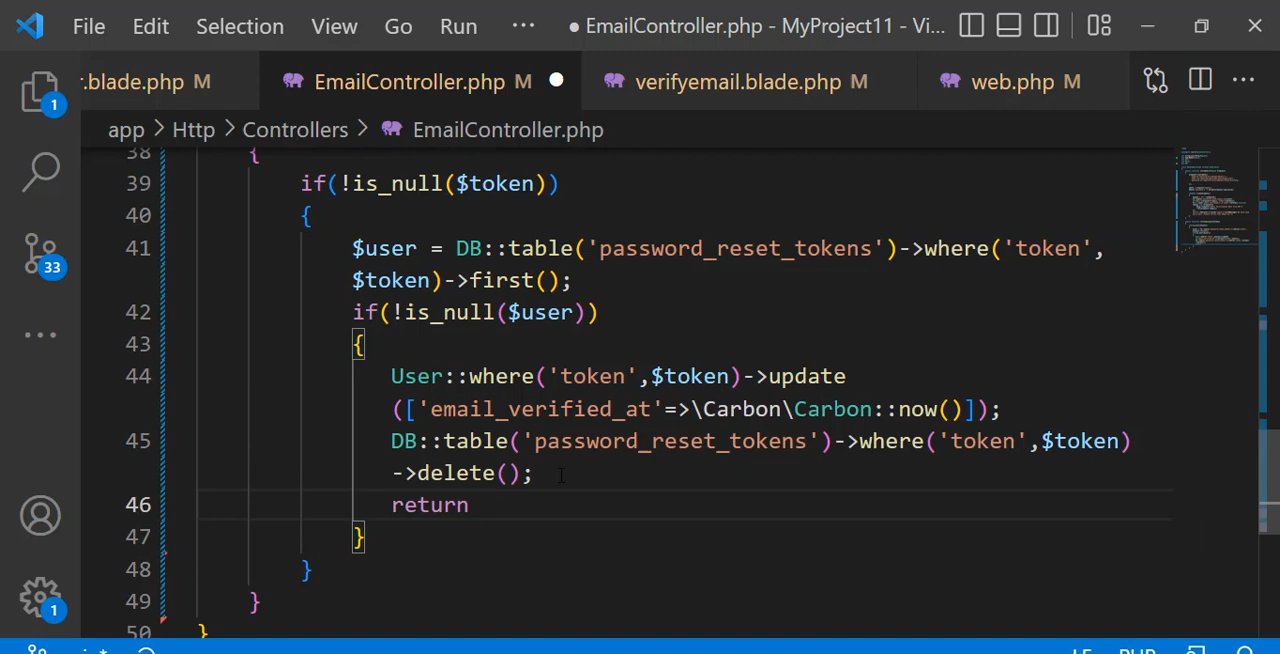 File Edit Selection View Go Run ··· ● EmailController.php - MyProject11 - Vi...
r.blade.php M EmailController.php M ● verifyemail.blade.php M web.php M ···
1 app > Http > Controllers > EmailController.php
38 {
39 if(!is_null($token))
40 {
41 $user = DB::table('password_reset_tokens')->where('token',
$token)->first();
42 if(!is_null($user))
43 {
44 User::where('token',$token)->update
(['email_verified_at'=>\Carbon\Carbon::now()]);
45 DB::table('password_reset_tokens')->where('token',$token)
->delete();
46 return
47 }
48 }
49 }
50 }
33
1
LF PHP